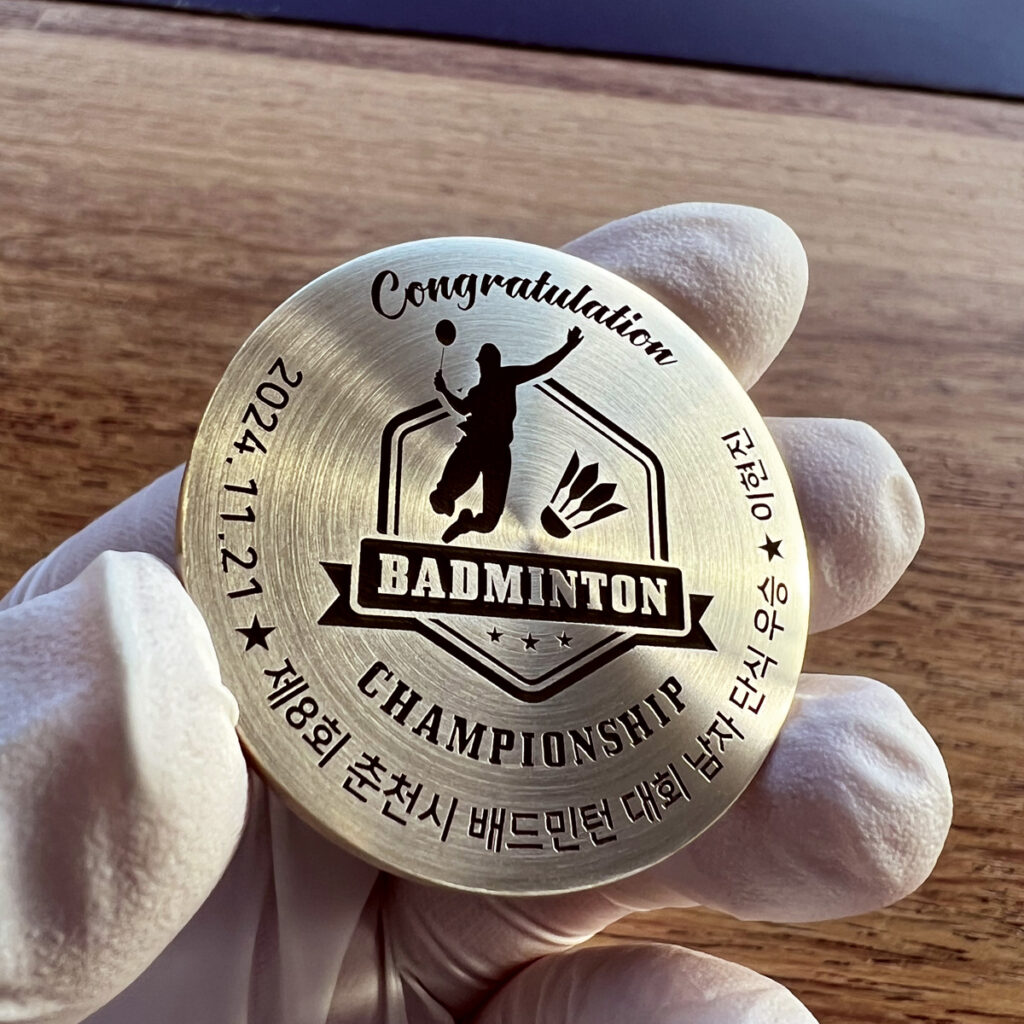 Congratulation
BADMINTON
CHAMPIONSHIP
2024.11.21 ★ 제8회 춘천시 배드민턴 대회 남자 단식 우승 ★ 이현진